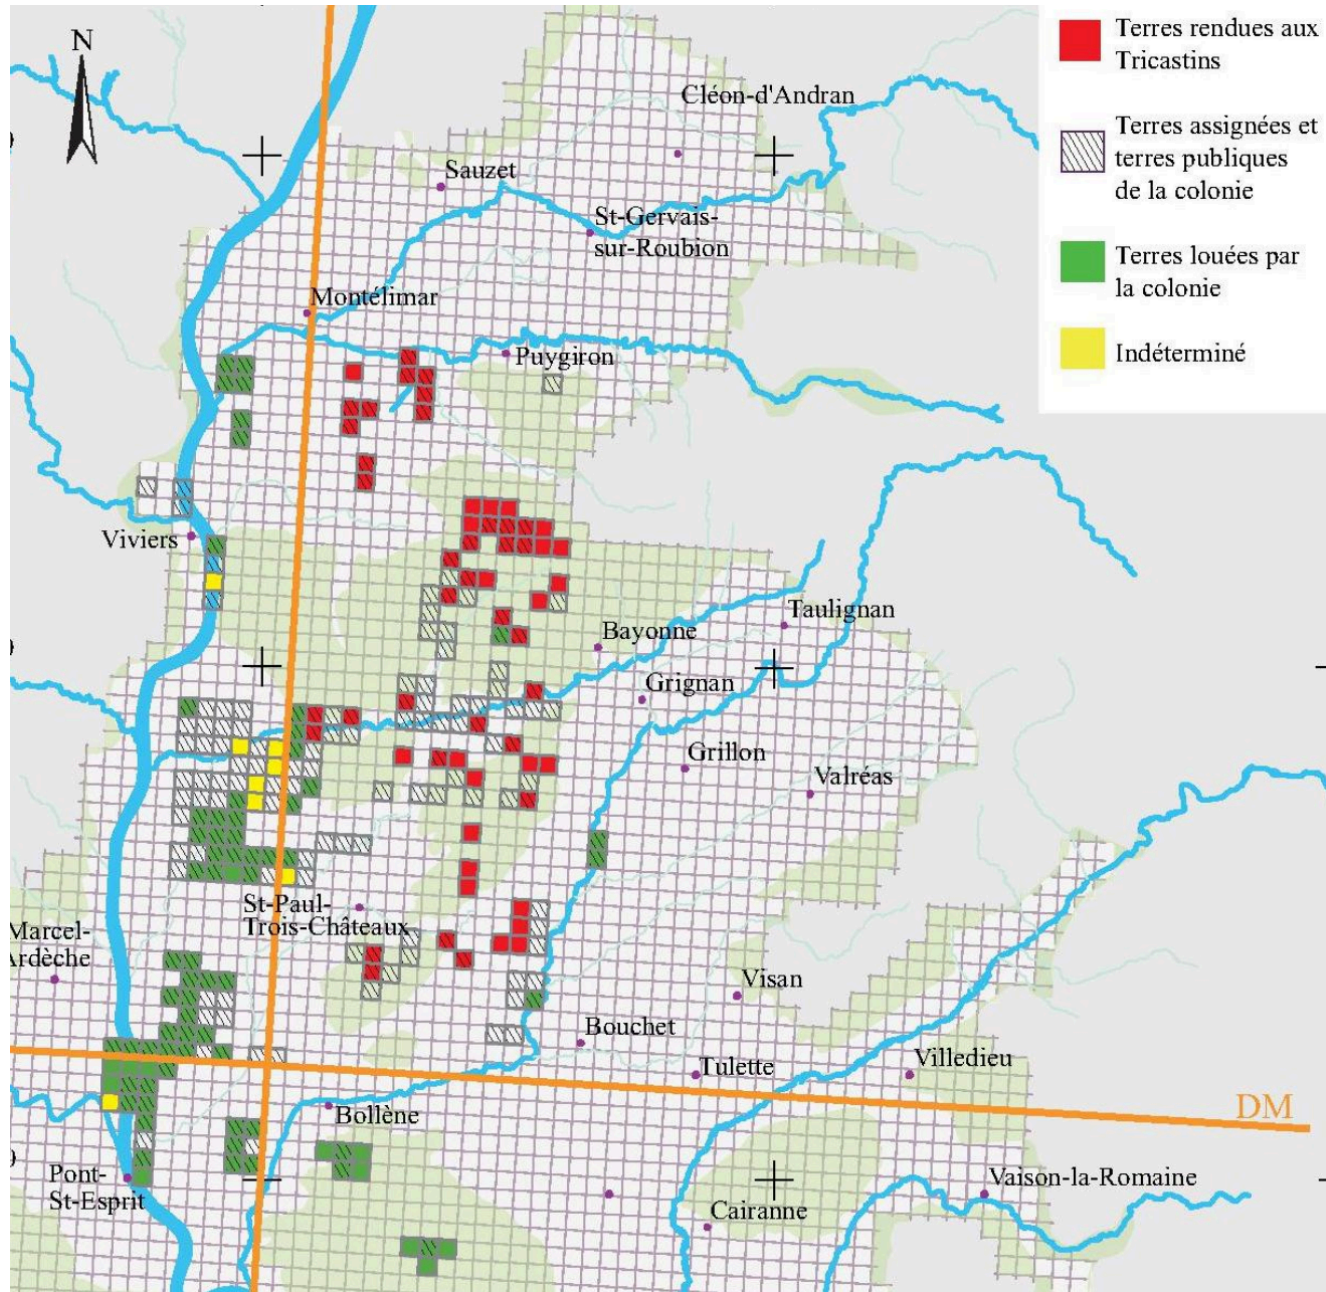 Terres rendues aux
Tricastins
Terres assignées et
terres publiques
de la colonie
Terres louées par
la colonie
Indéterminé
N
Cléon-d'Andran
Sauzet
St-Gervais-
sur-Roubion
Montélimar
Puygiron
Viviers
Taulignan
Bayonne
Grignan
Grillon
Valréas
St-Paul-
Trois-Châteaux
Marcel-
Ardèche
Visan
Bouchet
Tulette
Villedieu
DM
Bollène
Pont-
St-Esprit
Vaison-la-Romaine
Cairanne